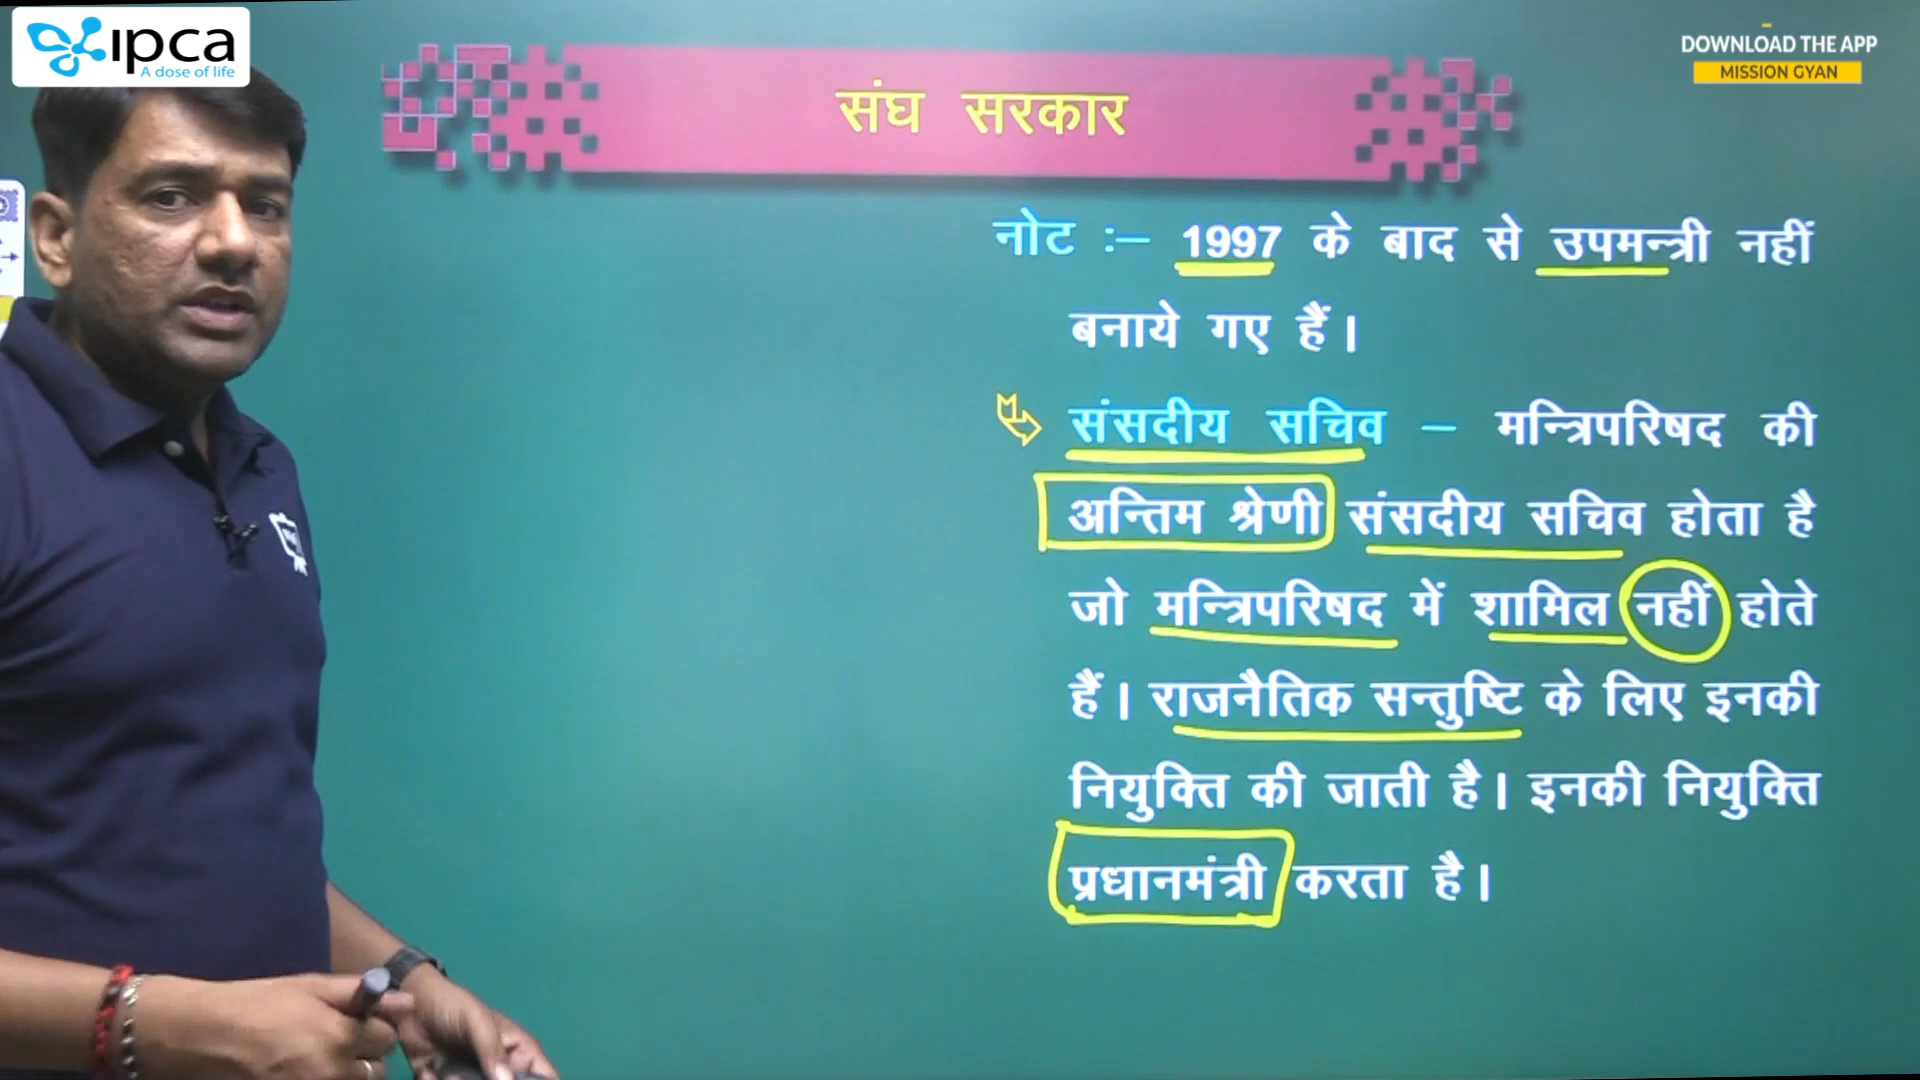 ipca
A dose of life
DOWNLOAD THE APP
MISSION GYAN
संघ सरकार
नोट :– 1997 के बाद से उपमन्त्री नहीं
बनाये गए हैं।
संसदीय सचिव – मन्त्रिपरिषद की
अन्तिम श्रेणी संसदीय सचिव होता है
जो मन्त्रिपरिषद में शामिल नहीं होते
हैं। राजनैतिक सन्तुष्टि के लिए इनकी
नियुक्ति की जाती है। इनकी नियुक्ति
प्रधानमंत्री करता है।